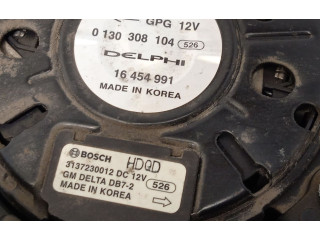 GPG 12V
0 130 308 104 526
DELPHI
16 454 991
MADE IN KOREA
BOSCH HDQD
3137230012 DC 12V
GM DELTA DB7-2 526
MADE IN KOREA